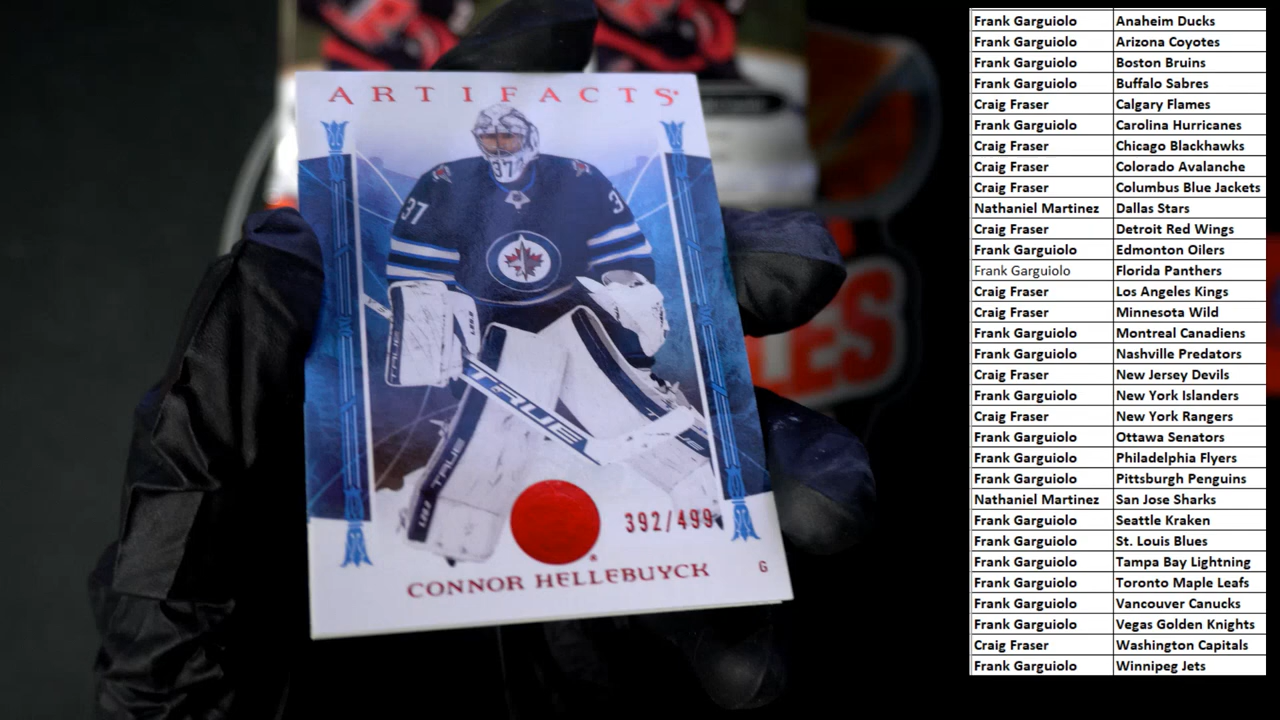 ARTIFACTS
37
37
3
TRUE
TRUE
TRUE
392/499
CONNOR HELLEBUYCK G
Frank Garguiolo Anaheim Ducks
Frank Garguiolo Arizona Coyotes
Frank Garguiolo Boston Bruins
Frank Garguiolo Buffalo Sabres
Craig Fraser Calgary Flames
Frank Garguiolo Carolina Hurricanes
Craig Fraser Chicago Blackhawks
Craig Fraser Colorado Avalanche
Craig Fraser Columbus Blue Jackets
Nathaniel Martinez Dallas Stars
Craig Fraser Detroit Red Wings
Frank Garguiolo Edmonton Oilers
Frank Garguiolo Florida Panthers
Craig Fraser Los Angeles Kings
Craig Fraser Minnesota Wild
Frank Garguiolo Montreal Canadiens
Frank Garguiolo Nashville Predators
Craig Fraser New Jersey Devils
Frank Garguiolo New York Islanders
Craig Fraser New York Rangers
Frank Garguiolo Ottawa Senators
Frank Garguiolo Philadelphia Flyers
Frank Garguiolo Pittsburgh Penguins
Nathaniel Martinez San Jose Sharks
Frank Garguiolo Seattle Kraken
Frank Garguiolo St. Louis Blues
Frank Garguiolo Tampa Bay Lightning
Frank Garguiolo Toronto Maple Leafs
Frank Garguiolo Vancouver Canucks
Frank Garguiolo Vegas Golden Knights
Craig Fraser Washington Capitals
Frank Garguiolo Winnipeg Jets